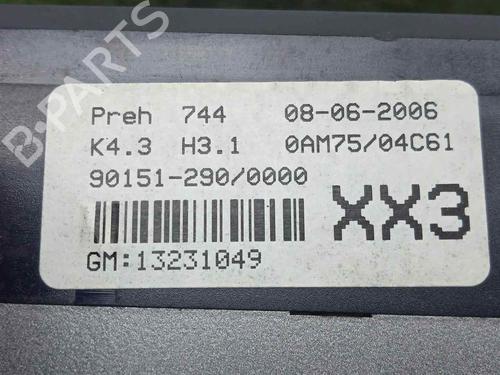 Preh 744 08-06-2006
K4.3 H3.1 0AM75/04C61
90151-290/0000
XX3
GM:13231049
B-PARTS